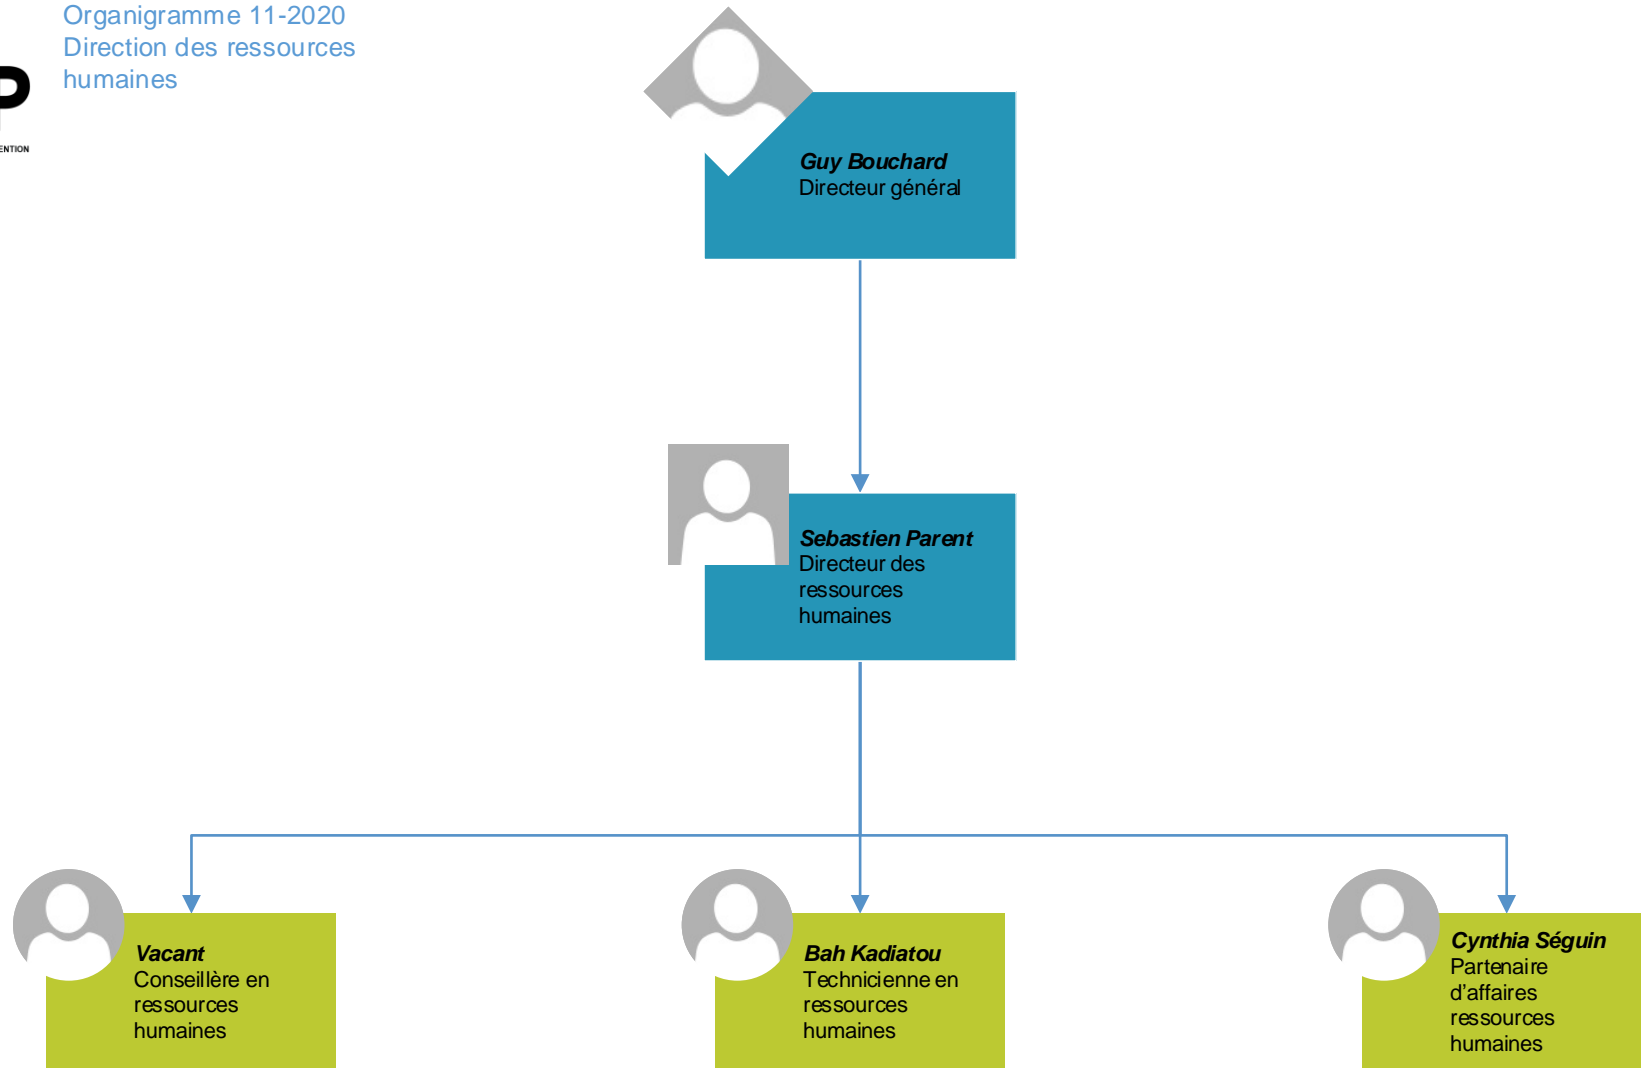 Organigramme 11-2020
Direction des ressources
humaines
P
ENTION
Guy Bouchard
Directeur général
Sebastien Parent
Directeur des
ressources
humaines
Vacant
Conseillère en
ressources
humaines
Bah Kadiatou
Technicienne en
ressources
humaines
Cynthia Séguin
Partenaire
d’affaires
ressources
humaines